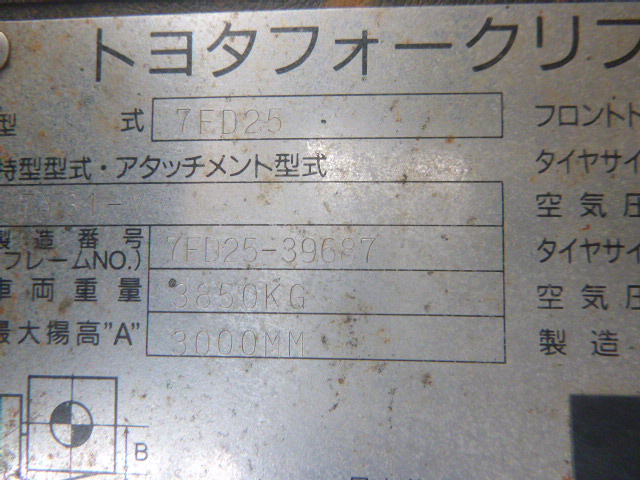 トヨタフォークリフ
型 式 7FD25 フロントト
特型型式・アタッチメント型式 タイヤサイ
空気圧
製造番号 7FD25-39687 タイヤサイ
(フレームNO.)
車両重量 3850KG 空気圧
最大揚高"A" 3000MM 製造
B